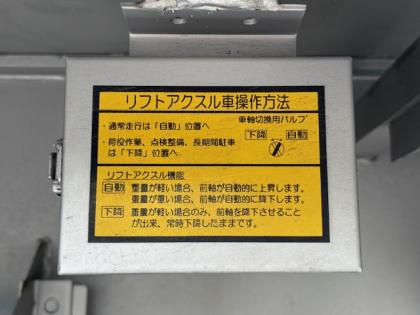 リフトアクスル車操作方法
・通常走行は「自動」位置へ
・荷役作業、点検整備、長期間駐車
は「下降」位置へ
車軸切換用バルブ
下降 自動
リフトアクスル機能
自動 重量が軽い場合、前軸が自動的に上昇します。
重量が重い場合、前軸が自動的に降下します。
下降 重量が軽い場合のみ、前軸を降下させること
が出来、常時下降したままです。